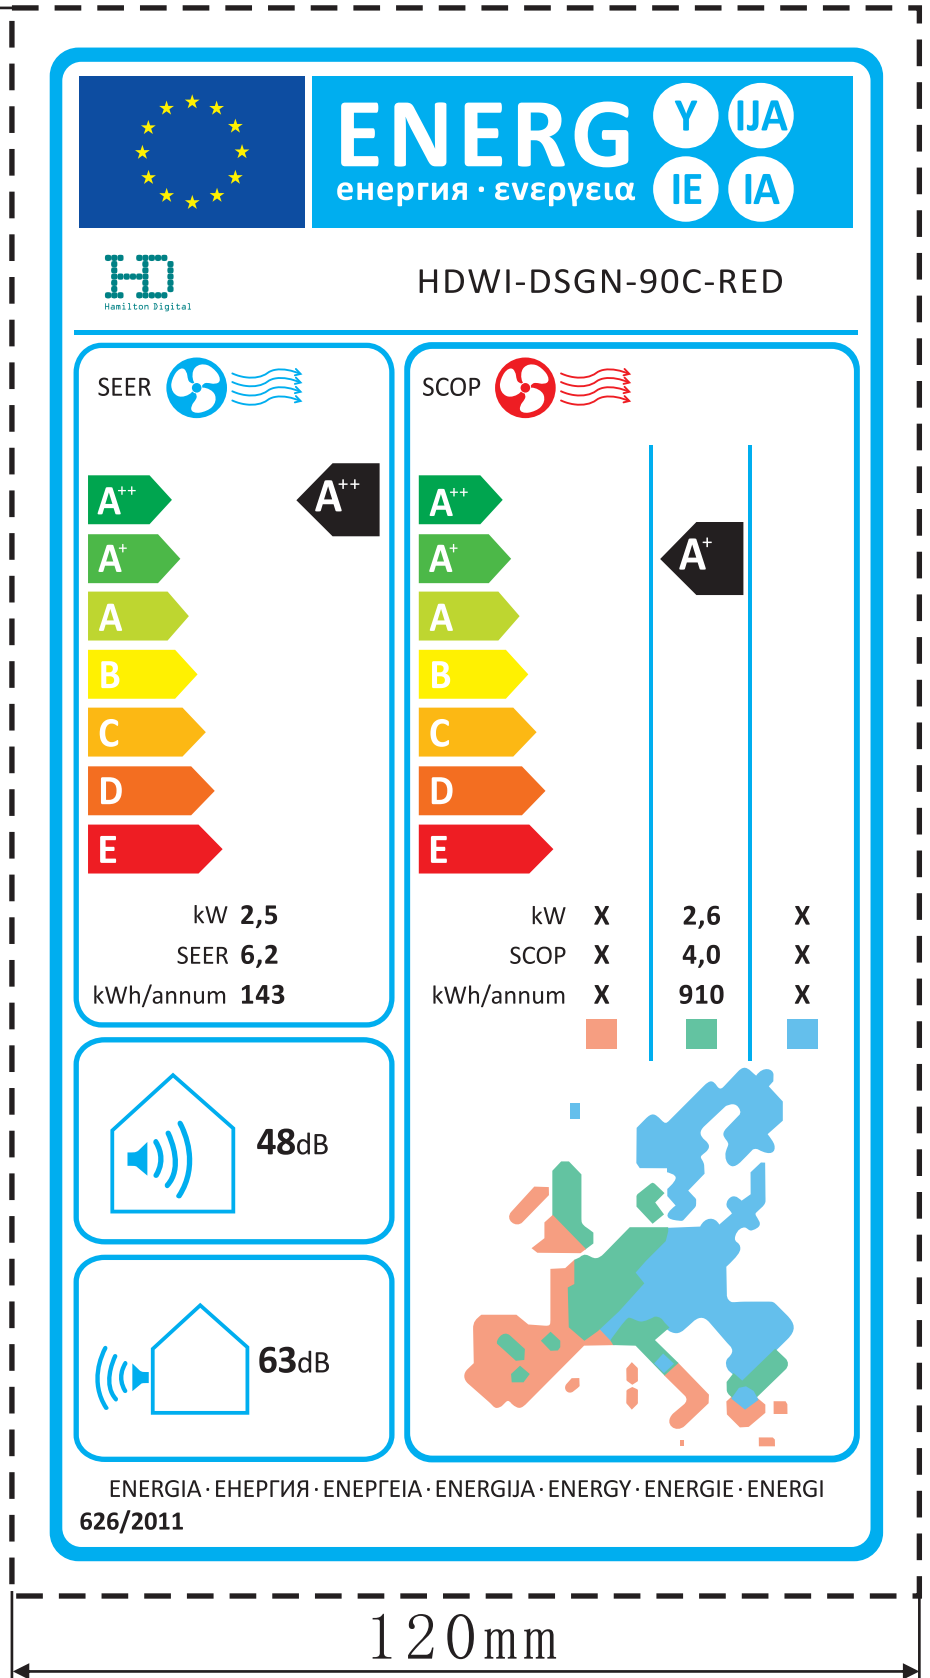 ENERG Y IJA
IE IA
енергия · ενεργεια
Hamilton Digital
HDWI-DSGN-90C-RED
SEER
SCOP
A++
A++
A+
A
B
C
D
E
A++
A+
A+
A
B
C
D
E
kW 2,5
SEER 6,2
kWh/annum 143
kW X 2,6 X
SCOP X 4,0 X
kWh/annum X 910 X
48dB
63dB
ENERGIA · ЕНЕРГИЯ · ΕΝΕΡΓΕΙΑ · ENERGIJA · ENERGY · ENERGIE · ENERGI
626/2011
120mm